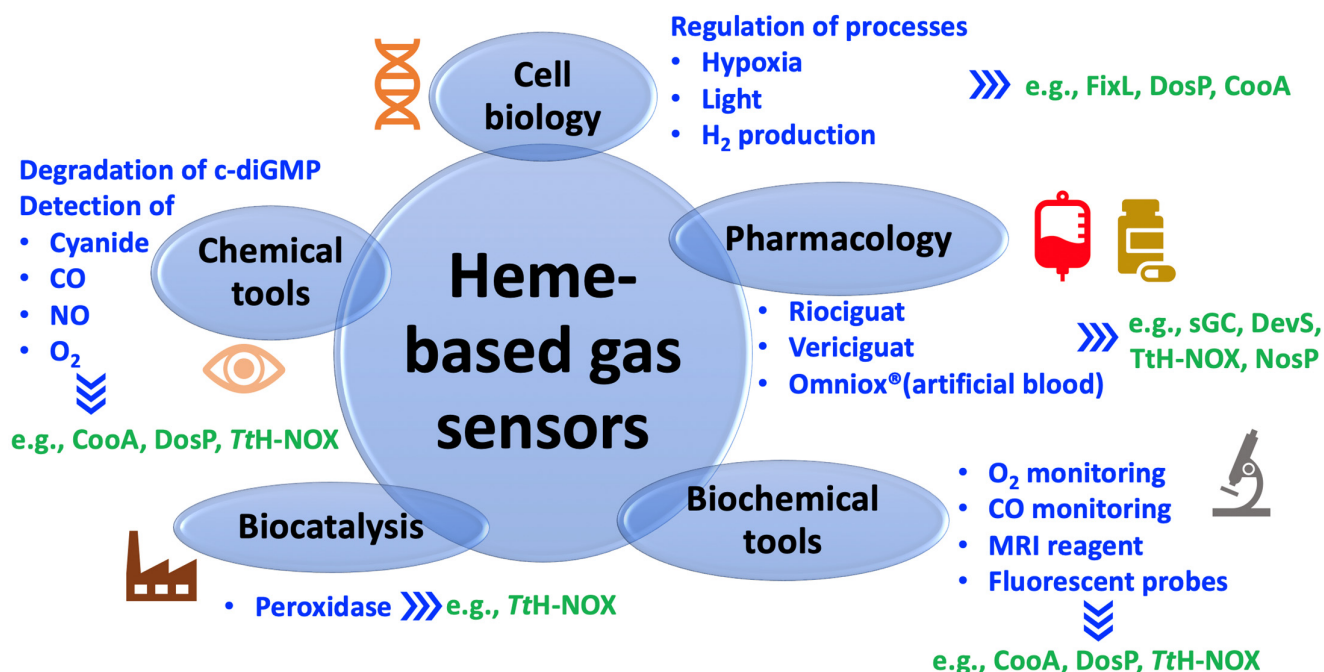 Cell
biology
Regulation of processes
• Hypoxia
• Light
• H₂ production
e.g., FixL, DosP, CooA
Degradation of c-diGMP
Detection of
• Cyanide
• CO
• NO
• O₂
e.g., CooA, DosP, TtH-NOX
Chemical
tools
Heme-
based gas
sensors
Pharmacology
• Riociguat
• Vericiguat
• Omniox®(artificial blood)
e.g., sGC, DevS,
TtH-NOX, NosP
Biocatalysis
• Peroxidase
e.g., TtH-NOX
Biochemical
tools
• O₂ monitoring
• CO monitoring
• MRI reagent
• Fluorescent probes
e.g., CooA, DosP, TtH-NOX